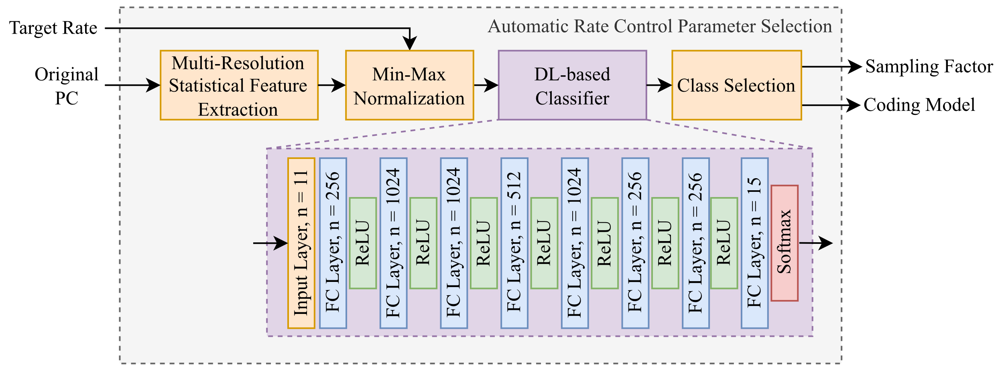 Automatic Rate Control Parameter Selection
Target Rate
Original
PC
Multi-Resolution
Statistical Feature
Extraction
Min-Max
Normalization
DL-based
Classifier
Class Selection
Sampling Factor
Coding Model
Input Layer, n = 11
FC Layer, n = 256
ReLU
FC Layer, n = 1024
ReLU
FC Layer, n = 1024
ReLU
FC Layer, n = 512
ReLU
FC Layer, n = 1024
ReLU
FC Layer, n = 256
ReLU
FC Layer, n = 256
ReLU
FC Layer, n = 15
Softmax